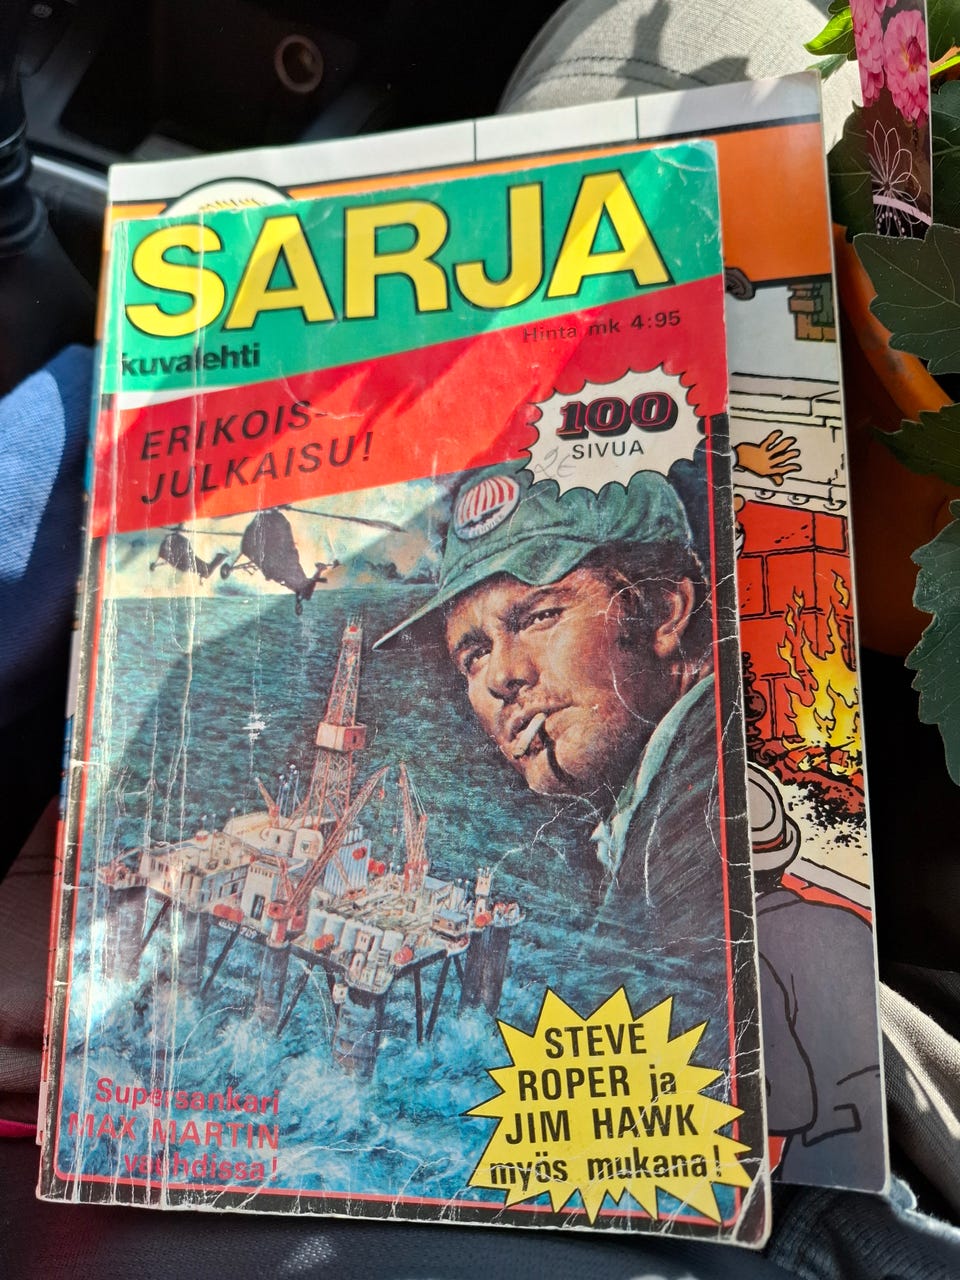 SARJA
kuvalehti
Hinta mk 4:95
ERIKOIS-
JULKAISU!
100
SIVUA
2€
STEVE
ROPER ja
JIM HAWK
myös mukana!
Supersankari
MAX MARTIN
vauhdissa!